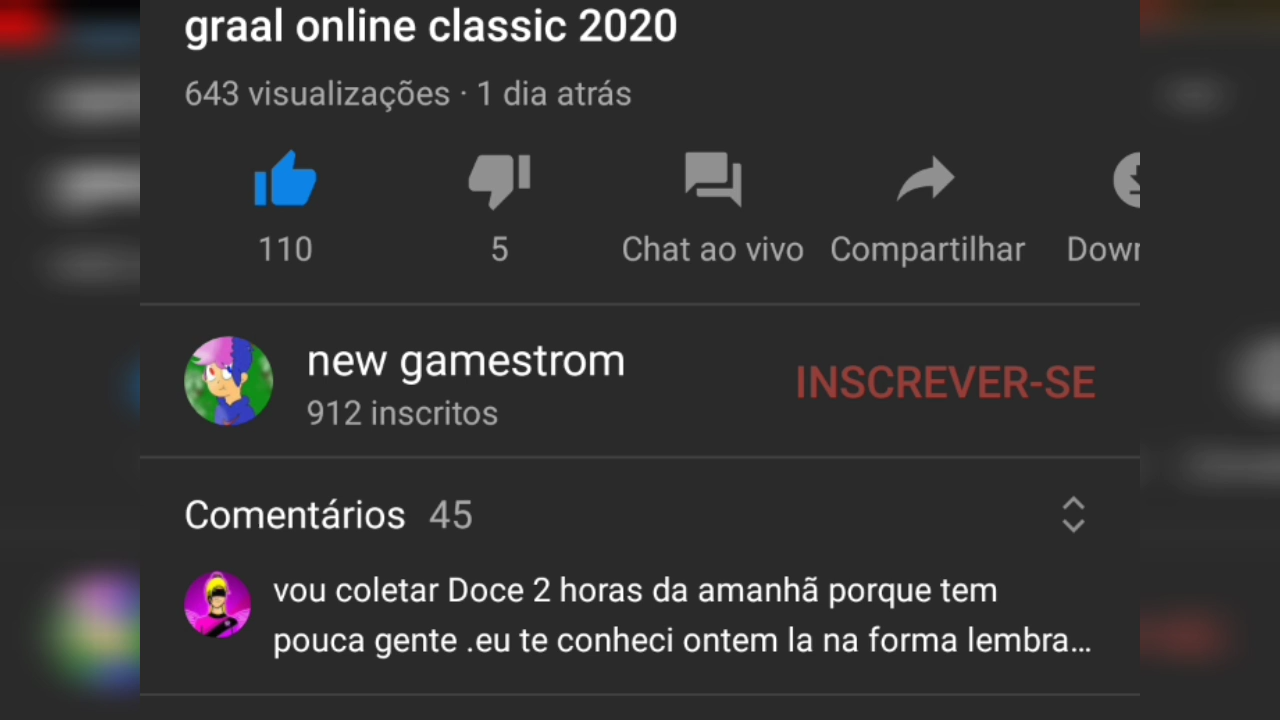 graal online classic 2020
643 visualizações · 1 dia atrás
110
5
Chat ao vivo
Compartilhar
Down
new gamestrom
912 inscritos
INSCREVER-SE
Comentários 45
vou coletar Doce 2 horas da amanhã porque tem
pouca gente .eu te conheci ontem la na forma lembra...